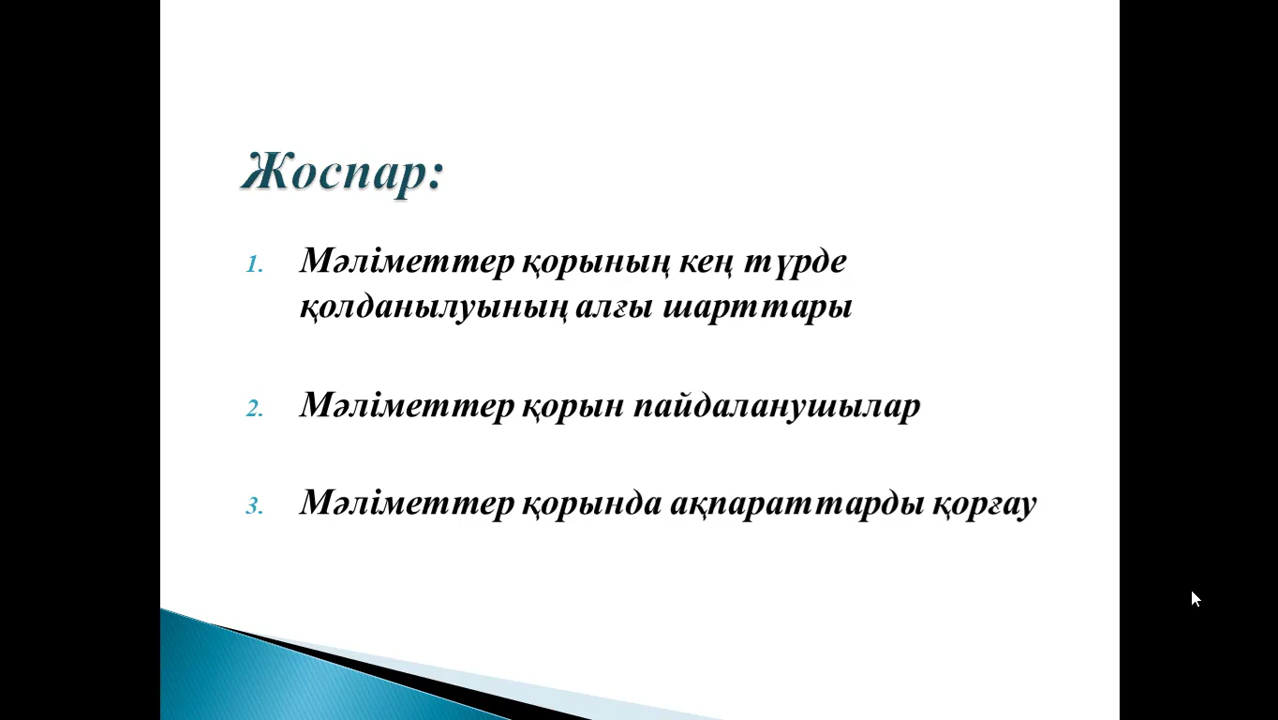 Жоспар:
1. Мәліметтер қорының кең түрде
қолданылуының алғы шарттары
2. Мәліметтер қорын пайдаланушылар
3. Мәліметтер қорында ақпараттарды қорғау